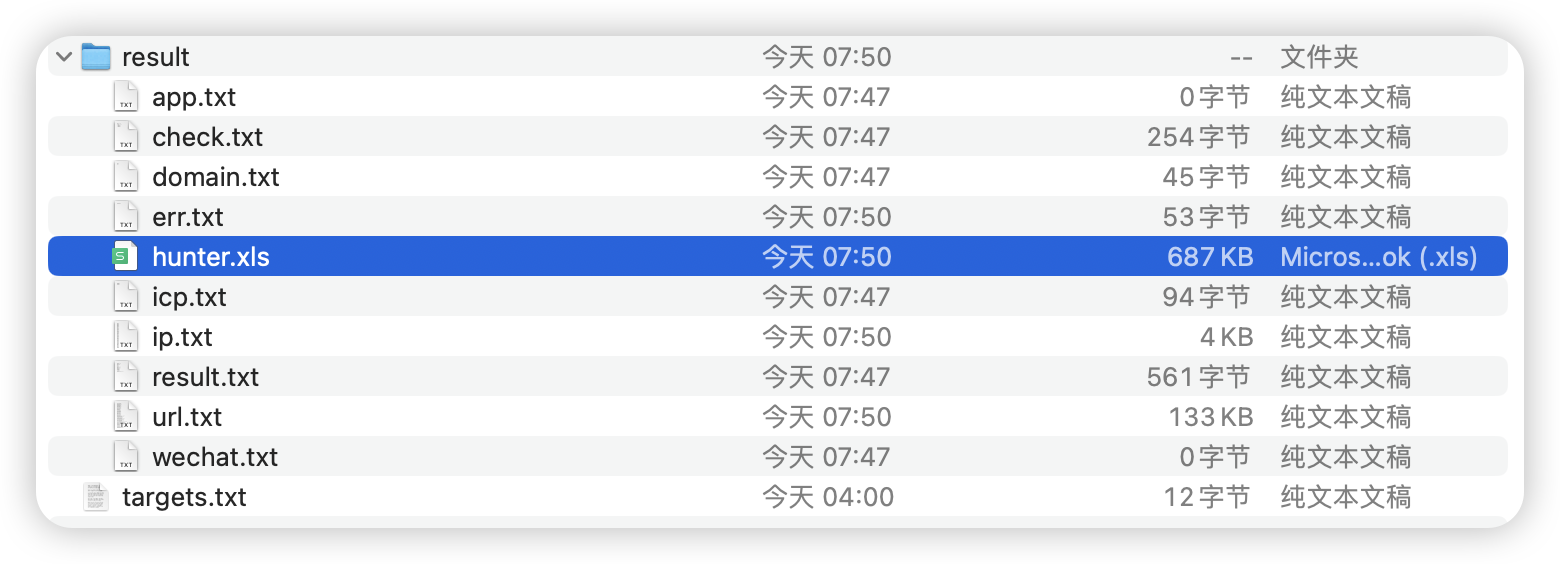 result 今天 07:50 -- 文件夹
app.txt 今天 07:47 0字节 纯文本文稿
check.txt 今天 07:47 254字节 纯文本文稿
domain.txt 今天 07:47 45字节 纯文本文稿
err.txt 今天 07:50 53字节 纯文本文稿
hunter.xls 今天 07:50 687 KB Micros...ok (.xls)
icp.txt 今天 07:47 94字节 纯文本文稿
ip.txt 今天 07:50 4 KB 纯文本文稿
result.txt 今天 07:47 561字节 纯文本文稿
url.txt 今天 07:50 133 KB 纯文本文稿
wechat.txt 今天 07:47 0字节 纯文本文稿
targets.txt 今天 04:00 12字节 纯文本文稿